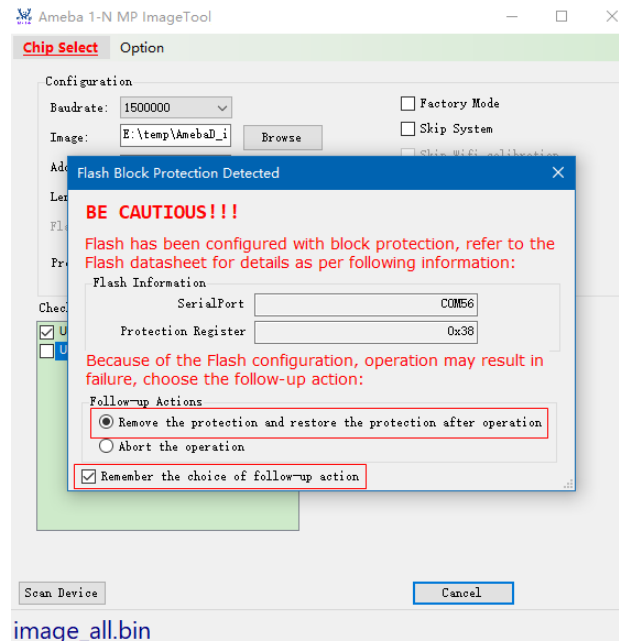 Ameba 1-N MP ImageTool
Chip Select Option
Configuration
Baudrate: 1500000
Factory Mode
Image: E:\temp\AmebaD_i Browse
Skip System
Skip Wifi calibration
Flash Block Protection Detected
BE CAUTIOUS!!!
Flash has been configured with block protection, refer to the
Flash datasheet for details as per following information:
Flash Information
SerialPort COM56
Protection Register 0x38
Because of the Flash configuration, operation may result in
failure, choose the follow-up action:
Follow-up Actions
Remove the protection and restore the protection after operation
Abort the operation
Remember the choice of follow-up action
Scan Device Cancel
image_all.bin